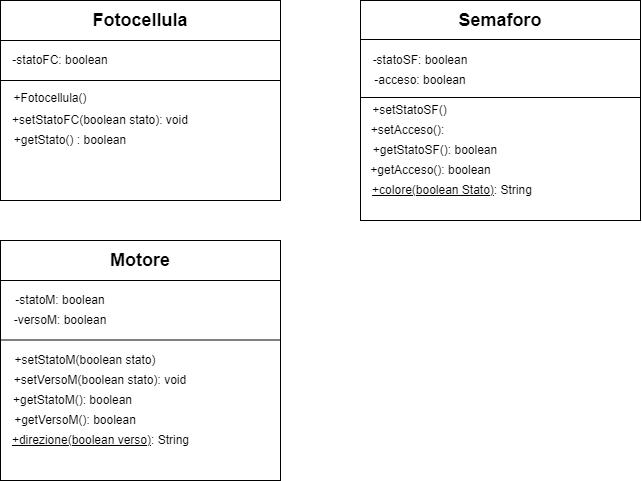 Fotocellula
-statoFC: boolean
+Fotocellula()
+setStatoFC(boolean stato): void
+getStato() : boolean
Semaforo
-statoSF: boolean
-acceso: boolean
+setStatoSF()
+setAcceso():
+getStatoSF(): boolean
+getAcceso(): boolean
+colore(boolean Stato): String
Motore
-statoM: boolean
-versoM: boolean
+setStatoM(boolean stato)
+setVersoM(boolean stato): void
+getStatoM(): boolean
+getVersoM(): boolean
+direzione(boolean verso): String